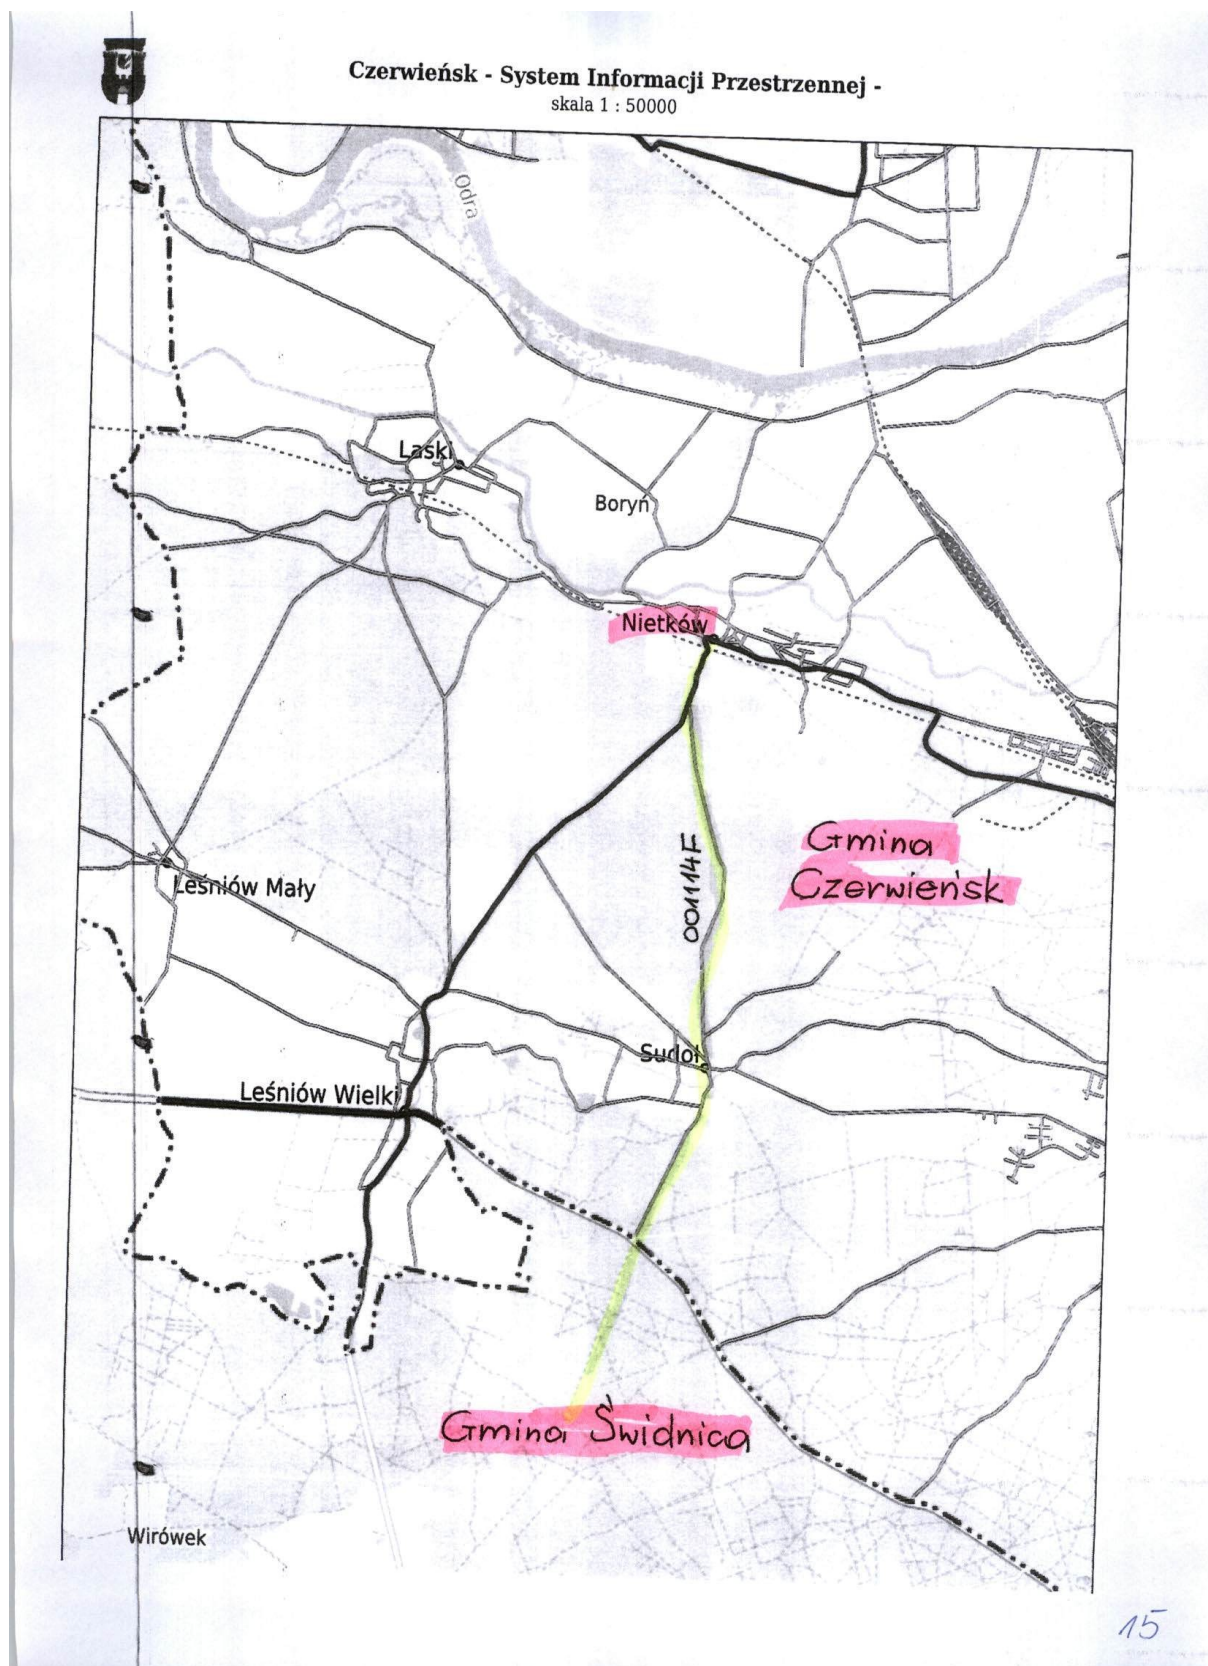 Czerwieńsk - System Informacji Przestrzennej -
skala 1 : 50000
Odra
Laski
Boryń
Nietków
Gmina
Czerwieńsk
001114F
Leśniów Mały
Sudoł
Leśniów Wielki
Gmina Świdnica
Wirówek
15